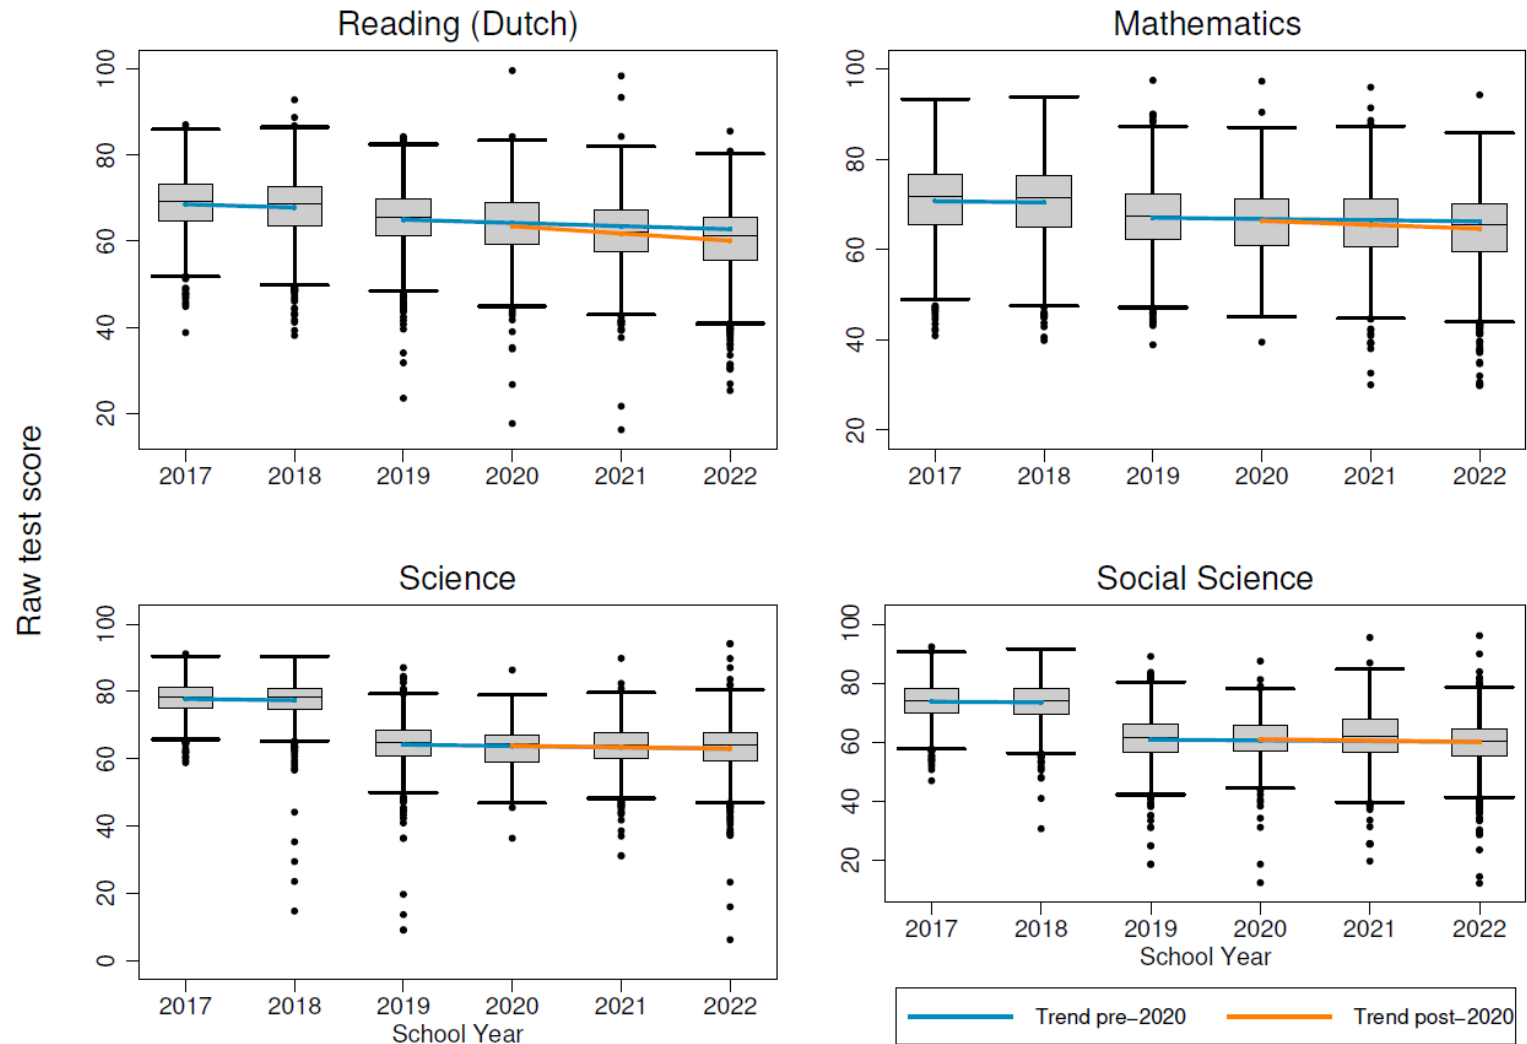 Reading (Dutch)
Mathematics
100
80
60
40
20
2017 2018 2019 2020 2021 2022
100
80
60
40
20
2017 2018 2019 2020 2021 2022
Raw test score
Science
Social Science
100
80
60
40
20
0
2017 2018 2019 2020 2021 2022
School Year
100
80
60
40
20
2017 2018 2019 2020 2021 2022
School Year
Trend pre−2020 Trend post−2020